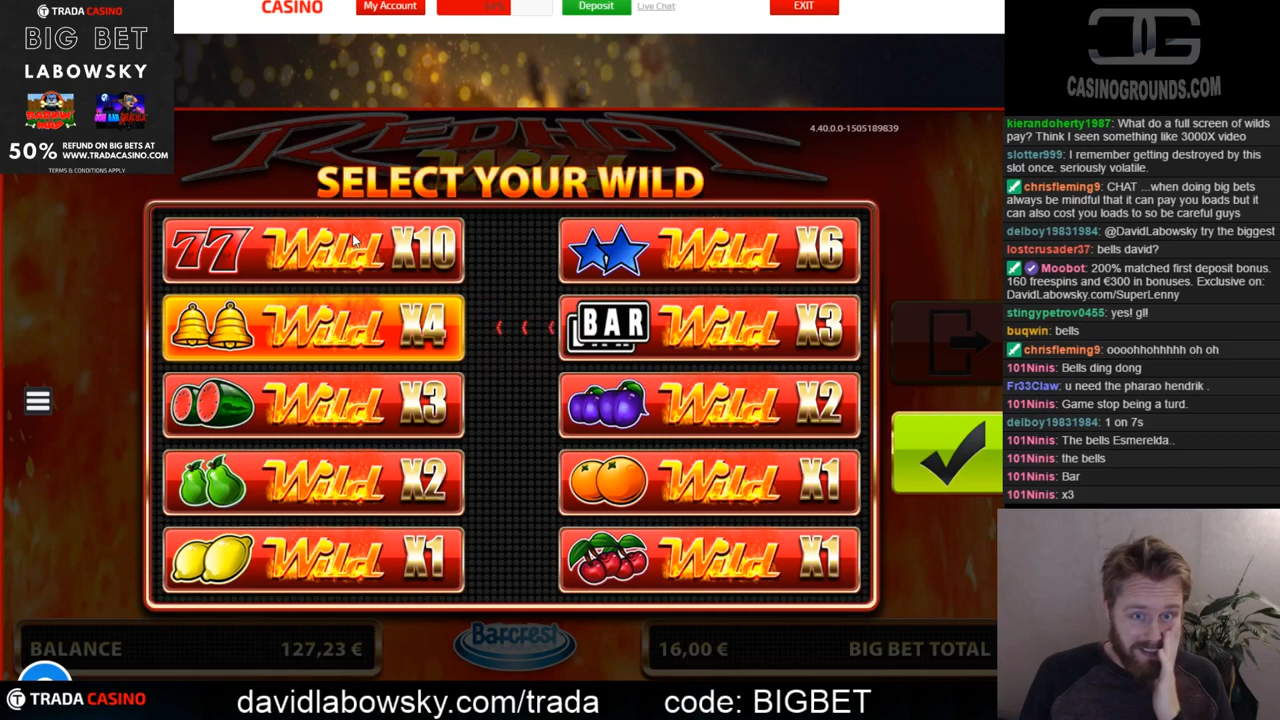 TRADA CASINO
BIG BET
LABOWSKY
50% REFUND ON BIG BETS AT
WWW.TRADACASINO.COM
TERMS & CONDITIONS APPLY
CASINO
My Account
Deposit
Live Chat
EXIT
4.40.0.0-1505189839
REDHOT
Wild
SELECT YOUR WILD
77 Wild X10
Wild X6
Wild X4
BAR Wild X3
Wild X3
Wild X2
Wild X2
Wild X1
Wild X1
Wild X1
BALANCE 127,23 €
Barcrest
16,00 € BIG BET TOTAL
TRADA CASINO
davidlabowsky.com/trada code: BIGBET
CG
CASINOGROUNDS.COM
kierandoherty1987: What do a full screen of wilds
pay? Think I seen something like 3000X video
slotter999: I remember getting destroyed by this
slot once. seriously volatile.
chrisfleming9: CHAT ...when doing big bets
always be mindful that it can pay you loads but it
can also cost you loads to so be careful guys
delboy19831984: @DavidLabowsky try the biggest
lostcrusader37: bells david?
Moobot: 200% matched first deposit bonus.
160 freespins and €300 in bonuses. Exclusive on:
DavidLabowsky.com/SuperLenny
stingypetrov0455: yes! gl!
buqwin: bells
chrisfleming9: oooohhohhhhh oh oh
101Ninis: Bells ding dong
Fr33Claw: u need the pharao hendrik .
101Ninis: Game stop being a turd.
delboy19831984: 1 on 7s
101Ninis: The bells Esmerelda..
101Ninis: the bells
101Ninis: Bar
101Ninis: x3